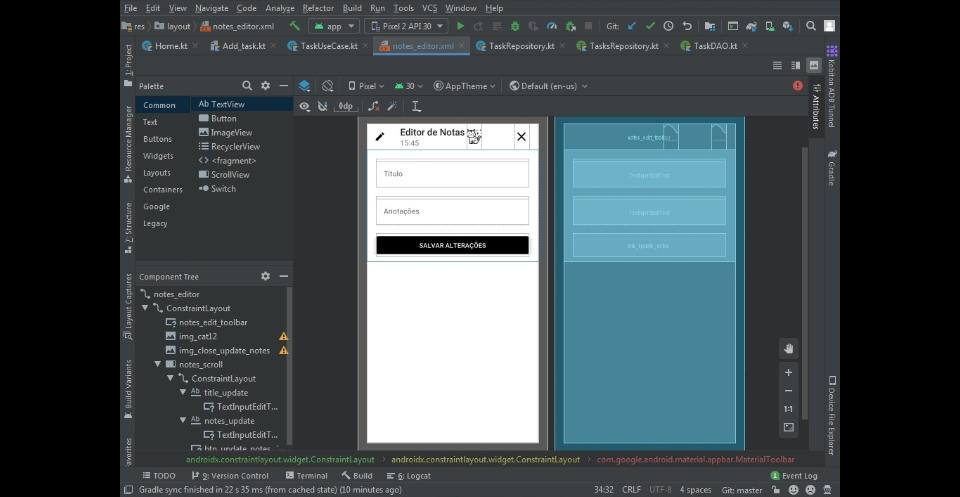 File Edit View Navigate Code Analyze Refactor Build Run Tools VCS Window Help
res layout notes_editor.xml app Pixel 2 API 30 Git:
Home.kt Add_task.kt TaskUseCase.kt notes_editor.xml TaskRepository.kt TasksRepository.kt TaskDAO.kt
1: Project
Resource Manager
7: Structure
Layout Captures
Build Variants
Favorites
Palette
Common
Text
Buttons
Widgets
Layouts
Containers
Google
Legacy
Ab TextView
Button
ImageView
RecyclerView
<fragment>
ScrollView
Switch
Pixel 30 AppTheme Default (en-us)
0dp
Editor de Notas
15:45
Título
Anotações
SALVAR ALTERAÇÕES
notes_edit_toolbar
TextInputEditText
TextInputEditText
btn_update_notes
Component Tree
notes_editor
ConstraintLayout
notes_edit_toolbar
img_cat12
img_close_update_notes
notes_scroll
ConstraintLayout
Ab title_update
TextInputEditT...
Ab notes_update
TextInputEditT...
btn_update_notes
1:1
Kobiton ADB Tunnel
Attributes
Gradle
Device File Explorer
androidx.constraintlayout.widget.ConstraintLayout androidx.constraintlayout.widget.ConstraintLayout com.google.android.material.appbar.MaterialToolbar
TODO 9: Version Control Terminal Build 6: Logcat 1 Event Log
Gradle sync finished in 22 s 35 ms (from cached state) (10 minutes ago) 34:32 CRLF UTF-8 4 spaces Git: master